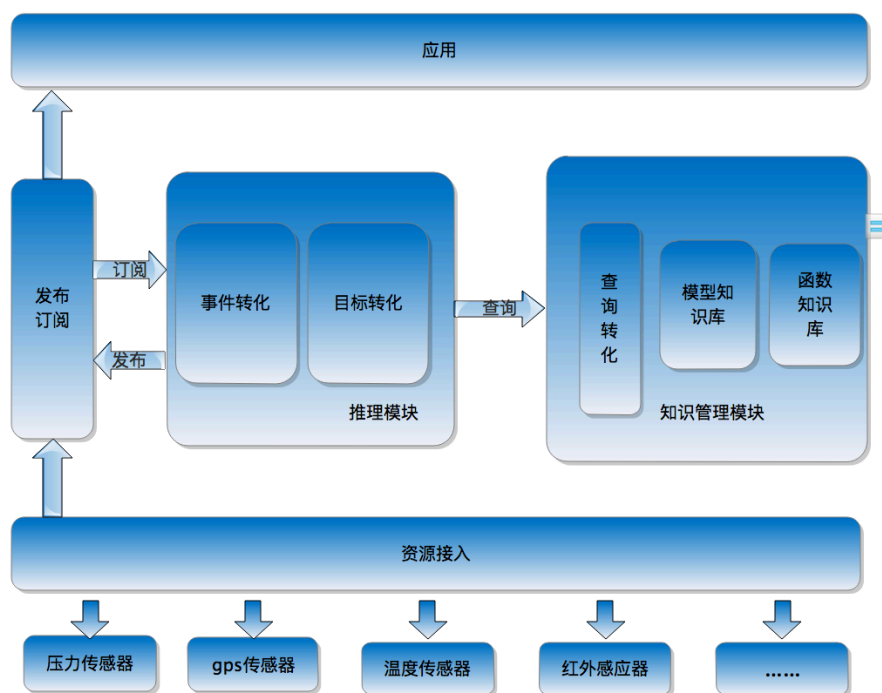 应用
发布
订阅
订阅
发布
事件转化
目标转化
推理模块
查询
查
询
转
化
模型知
识库
函数
知识
库
知识管理模块
资源接入
压力传感器
gps传感器
温度传感器
红外感应器
……